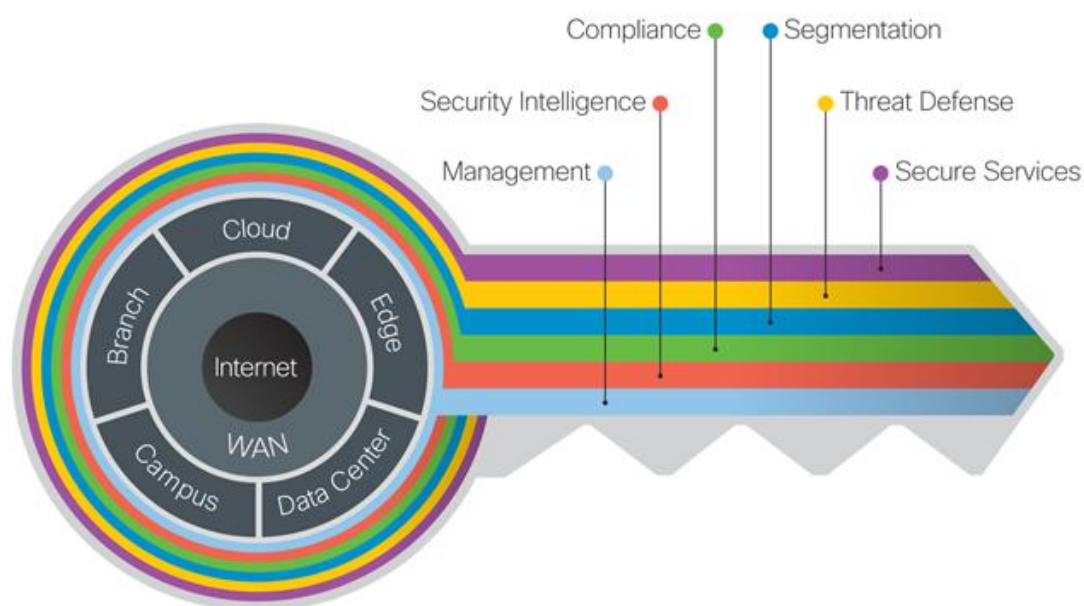 Compliance
Segmentation
Security Intelligence
Threat Defense
Management
Secure Services
Cloud
Branch
Edge
Internet
WAN
Campus
Data Center